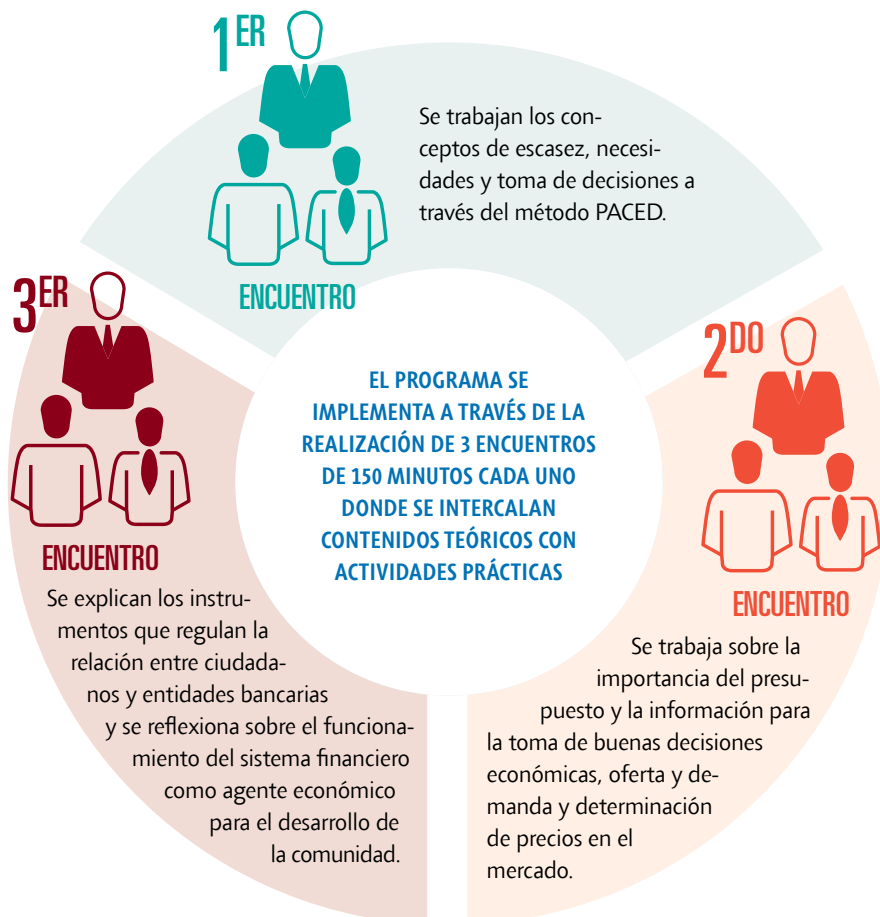 1ER
ENCUENTRO
Se trabajan los con-
ceptos de escasez, necesi-
dades y toma de decisiones a
través del método PACED.
2DO
ENCUENTRO
Se trabaja sobre la
importancia del presu-
puesto y la información para
la toma de buenas decisiones
económicas, oferta y de-
manda y determinación
de precios en el
mercado.
3ER
ENCUENTRO
Se explican los instru-
mentos que regulan la
relación entre ciudada-
nos y entidades bancarias
y se reflexiona sobre el funciona-
miento del sistema financiero
como agente económico
para el desarrollo de
la comunidad.
EL PROGRAMA SE
IMPLEMENTA A TRAVÉS DE LA
REALIZACIÓN DE 3 ENCUENTROS
DE 150 MINUTOS CADA UNO
DONDE SE INTERCALAN
CONTENIDOS TEÓRICOS CON
ACTIVIDADES PRÁCTICAS